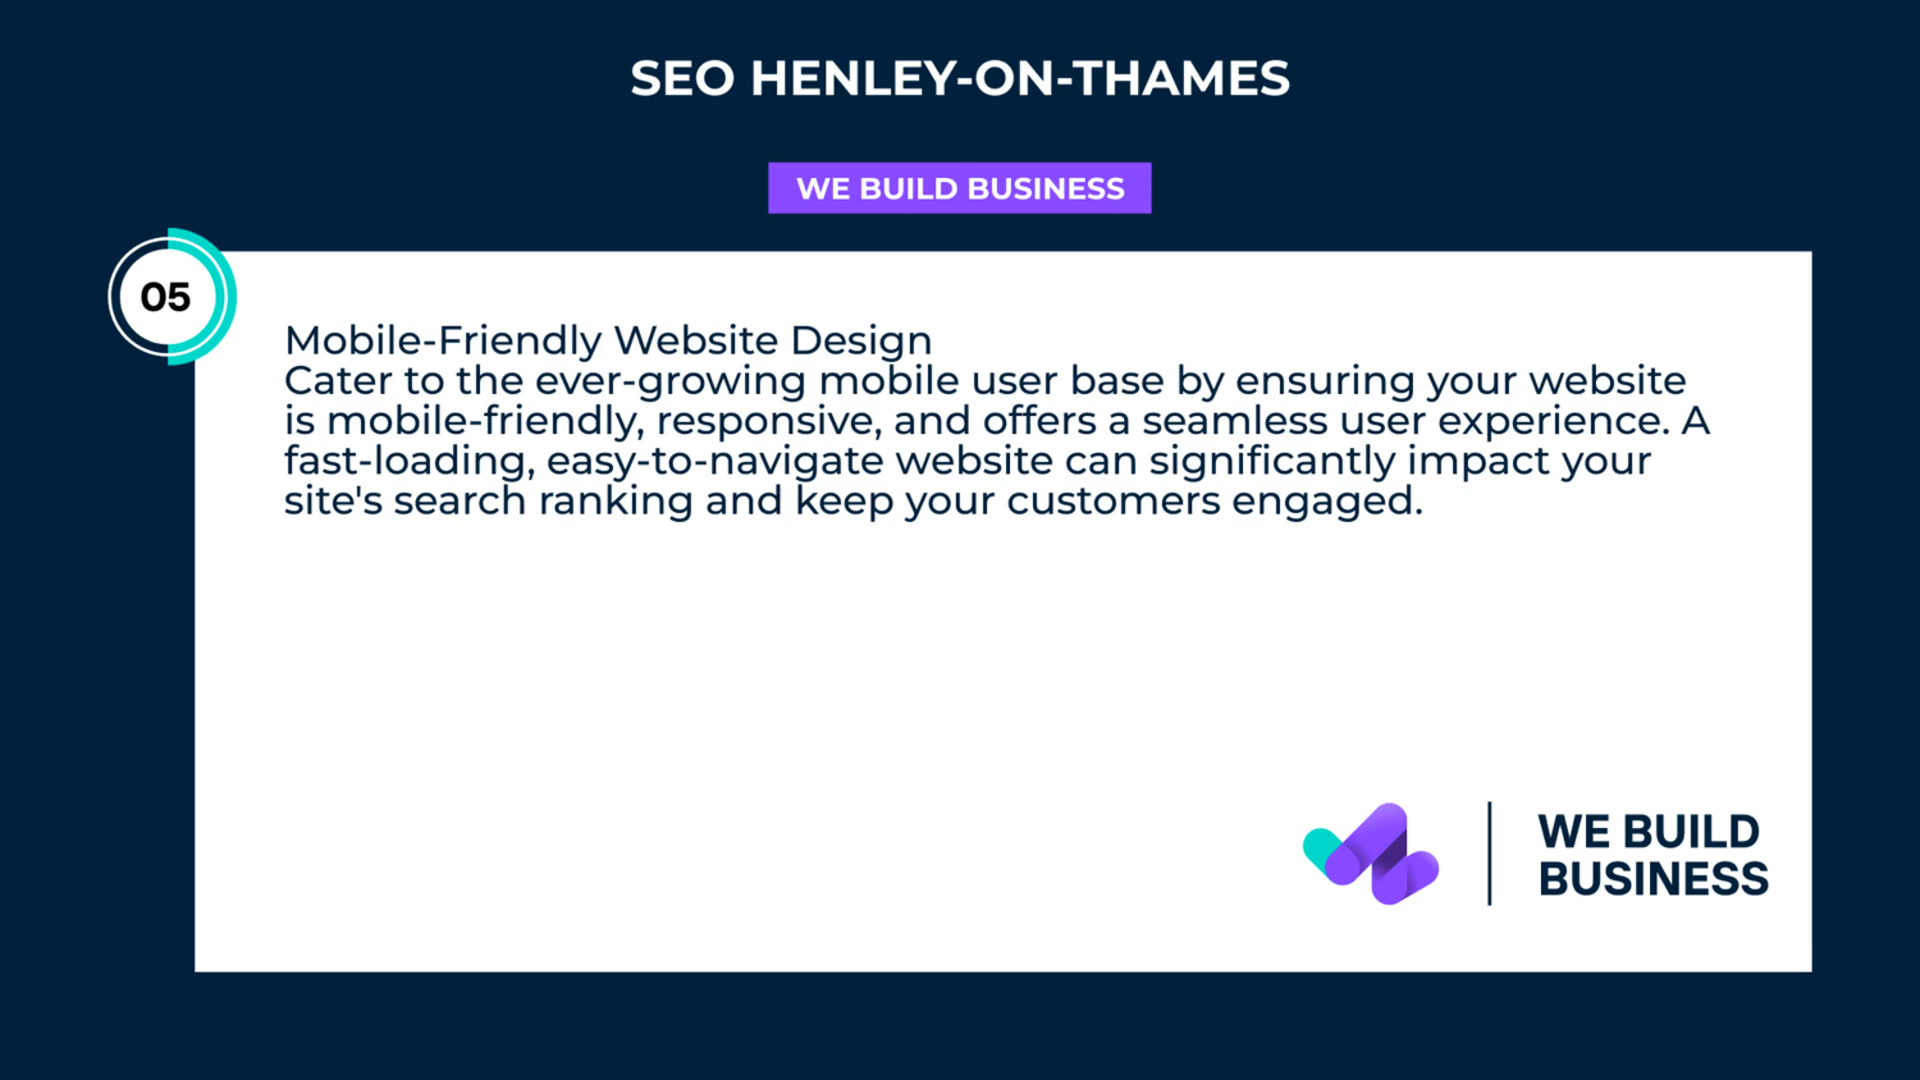 SEO HENLEY-ON-THAMES
WE BUILD BUSINESS
05
Mobile-Friendly Website Design
Cater to the ever-growing mobile user base by ensuring your website
is mobile-friendly, responsive, and offers a seamless user experience. A
fast-loading, easy-to-navigate website can significantly impact your
site's search ranking and keep your customers engaged.
WE BUILD
BUSINESS